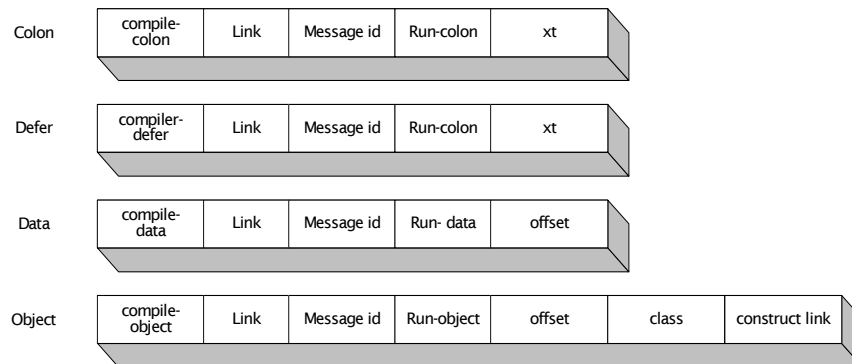 Colon compile-colon Link Message id Run-colon xt
Defer compiler-defer Link Message id Run-colon xt
Data compile-data Link Message id Run- data offset
Object compile-object Link Message id Run-object offset class construct link